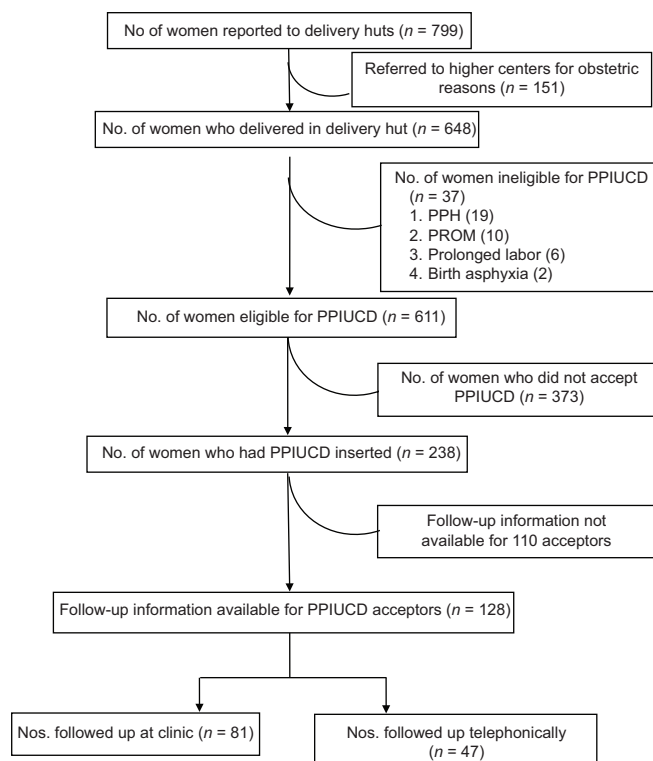 No of women reported to delivery huts (n = 799)
Referred to higher centers for obstetric
reasons (n = 151)
No. of women who delivered in delivery hut (n = 648)
No. of women ineligible for PPIUCD
(n = 37)
1. PPH (19)
2. PROM (10)
3. Prolonged labor (6)
4. Birth asphyxia (2)
No. of women eligible for PPIUCD (n = 611)
No. of women who did not accept
PPIUCD (n = 373)
No. of women who had PPIUCD inserted (n = 238)
Follow-up information not
available for 110 acceptors
Follow-up information available for PPIUCD acceptors (n = 128)
Nos. followed up at clinic (n = 81)
Nos. followed up telephonically
(n = 47)